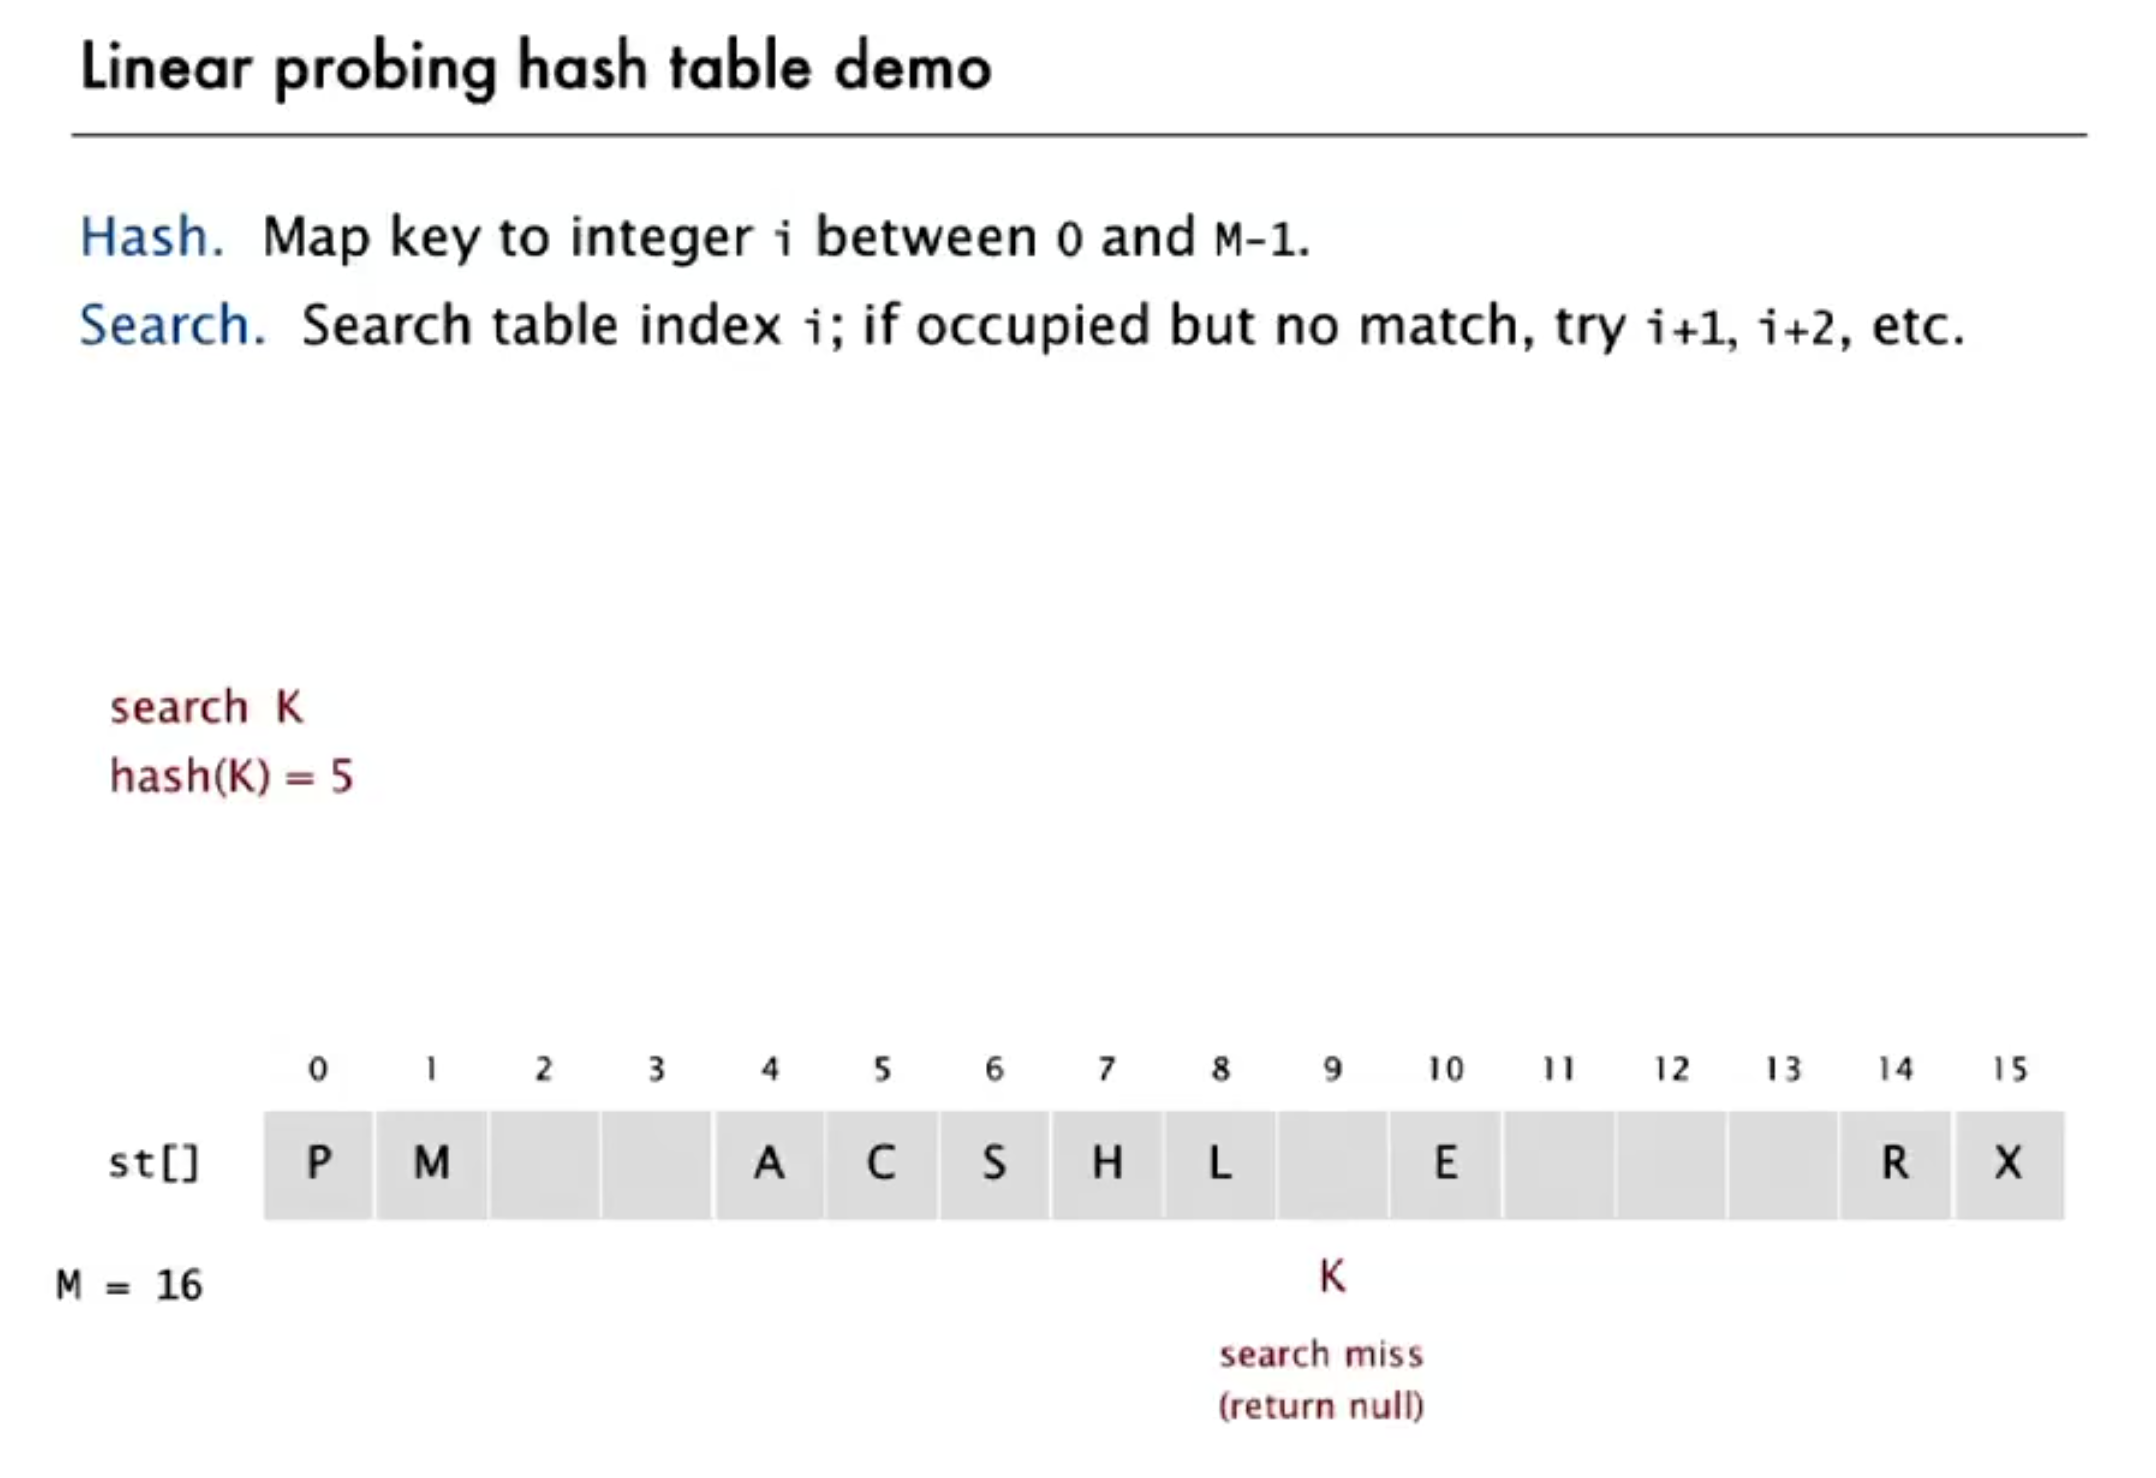 Linear probing hash table demo
Hash. Map key to integer i between 0 and M-1.
Search. Search table index i; if occupied but no match, try i+1, i+2, etc.
search K
hash(K) = 5
0 1 2 3 4 5 6 7 8 9 10 11 12 13 14 15
st[] P M A C S H L E R X
M = 16
K
search miss
(return null)